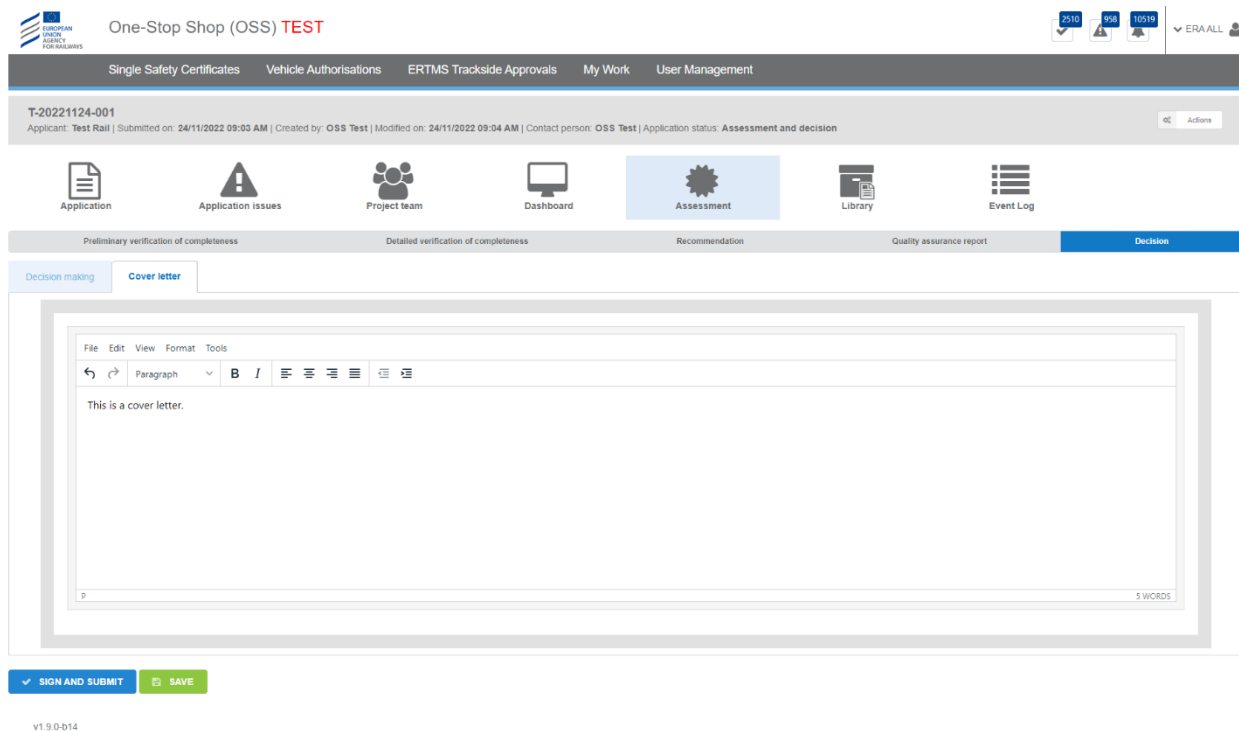 EUROPEAN
UNION
AGENCY
FOR RAILWAYS
One-Stop Shop (OSS) TEST
2510
958
10519
ERA ALL
Single Safety Certificates Vehicle Authorisations ERTMS Trackside Approvals My Work User Management
T-20221124-001
Applicant: Test Rail | Submitted on: 24/11/2022 09:03 AM | Created by: OSS Test | Modified on: 24/11/2022 09:04 AM | Contact person: OSS Test | Application status: Assessment and decision
Actions
Application Application issues Project team Dashboard Assessment Library Event Log
Preliminary verification of completeness Detailed verification of completeness Recommendation Quality assurance report Decision
Decision making Cover letter
File Edit View Format Tools
Paragraph B I
This is a cover letter.
P 5 WORDS
SIGN AND SUBMIT SAVE
v1.9.0-b14